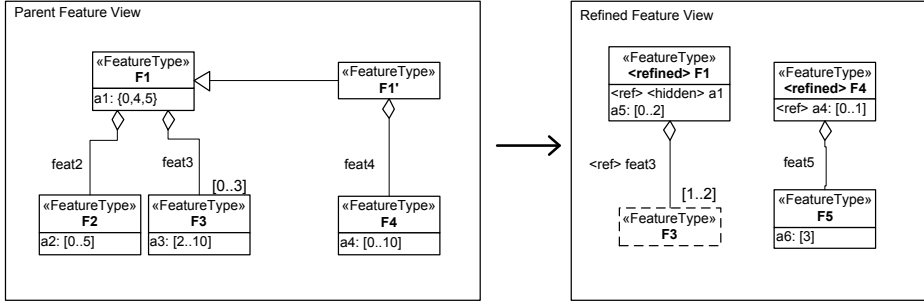 Parent Feature View
«FeatureType»
F1
a1: {0,4,5}
«FeatureType»
F1'
feat2
feat3
feat4
[0..3]
«FeatureType»
F2
a2: [0..5]
«FeatureType»
F3
a3: [2..10]
«FeatureType»
F4
a4: [0..10]
Refined Feature View
«FeatureType»
<refined> F1
<ref> <hidden> a1
a5: [0..2]
«FeatureType»
<refined> F4
<ref> a4: [0..1]
<ref> feat3
feat5
[1..2]
«FeatureType»
F3
«FeatureType»
F5
a6: [3]